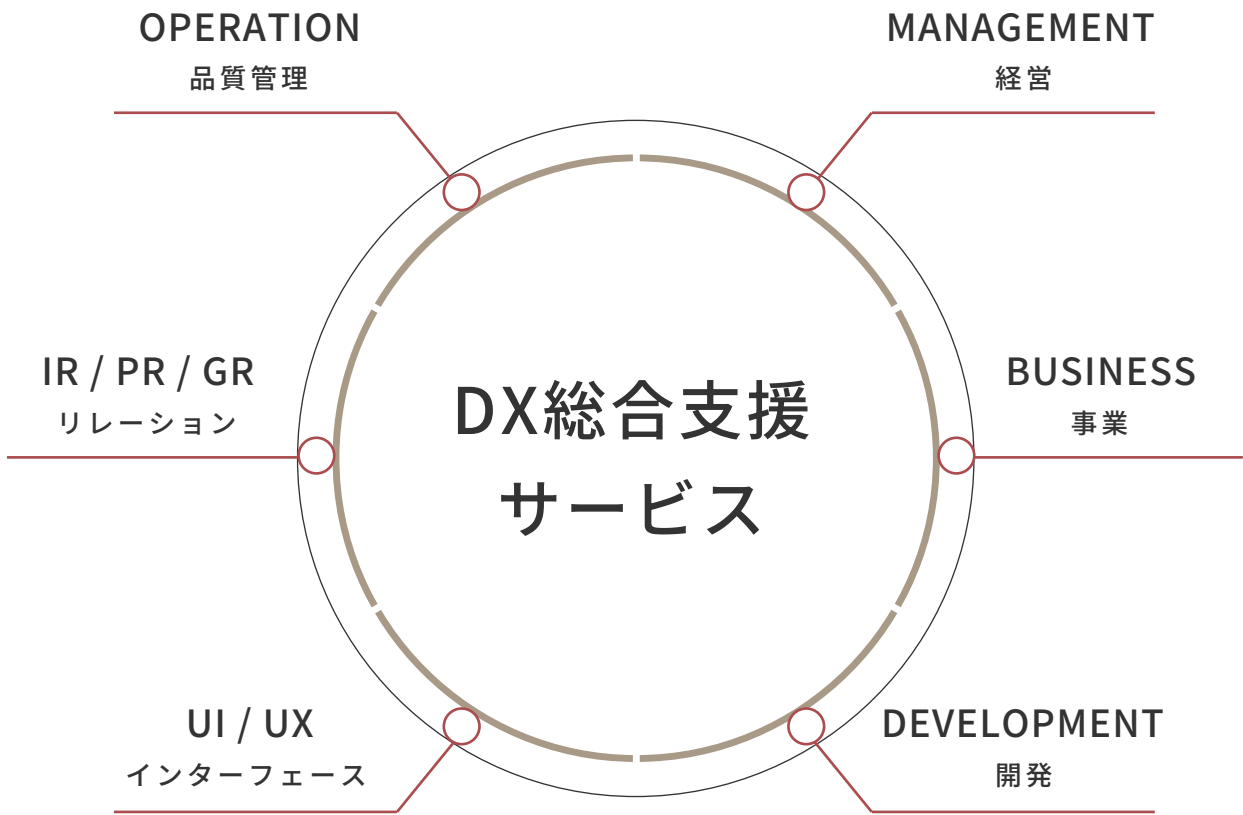 OPERATION
品質管理
MANAGEMENT
経営
IR / PR / GR
リレーション
DX総合支援
サービス
BUSINESS
事業
UI / UX
インターフェース
DEVELOPMENT
開発